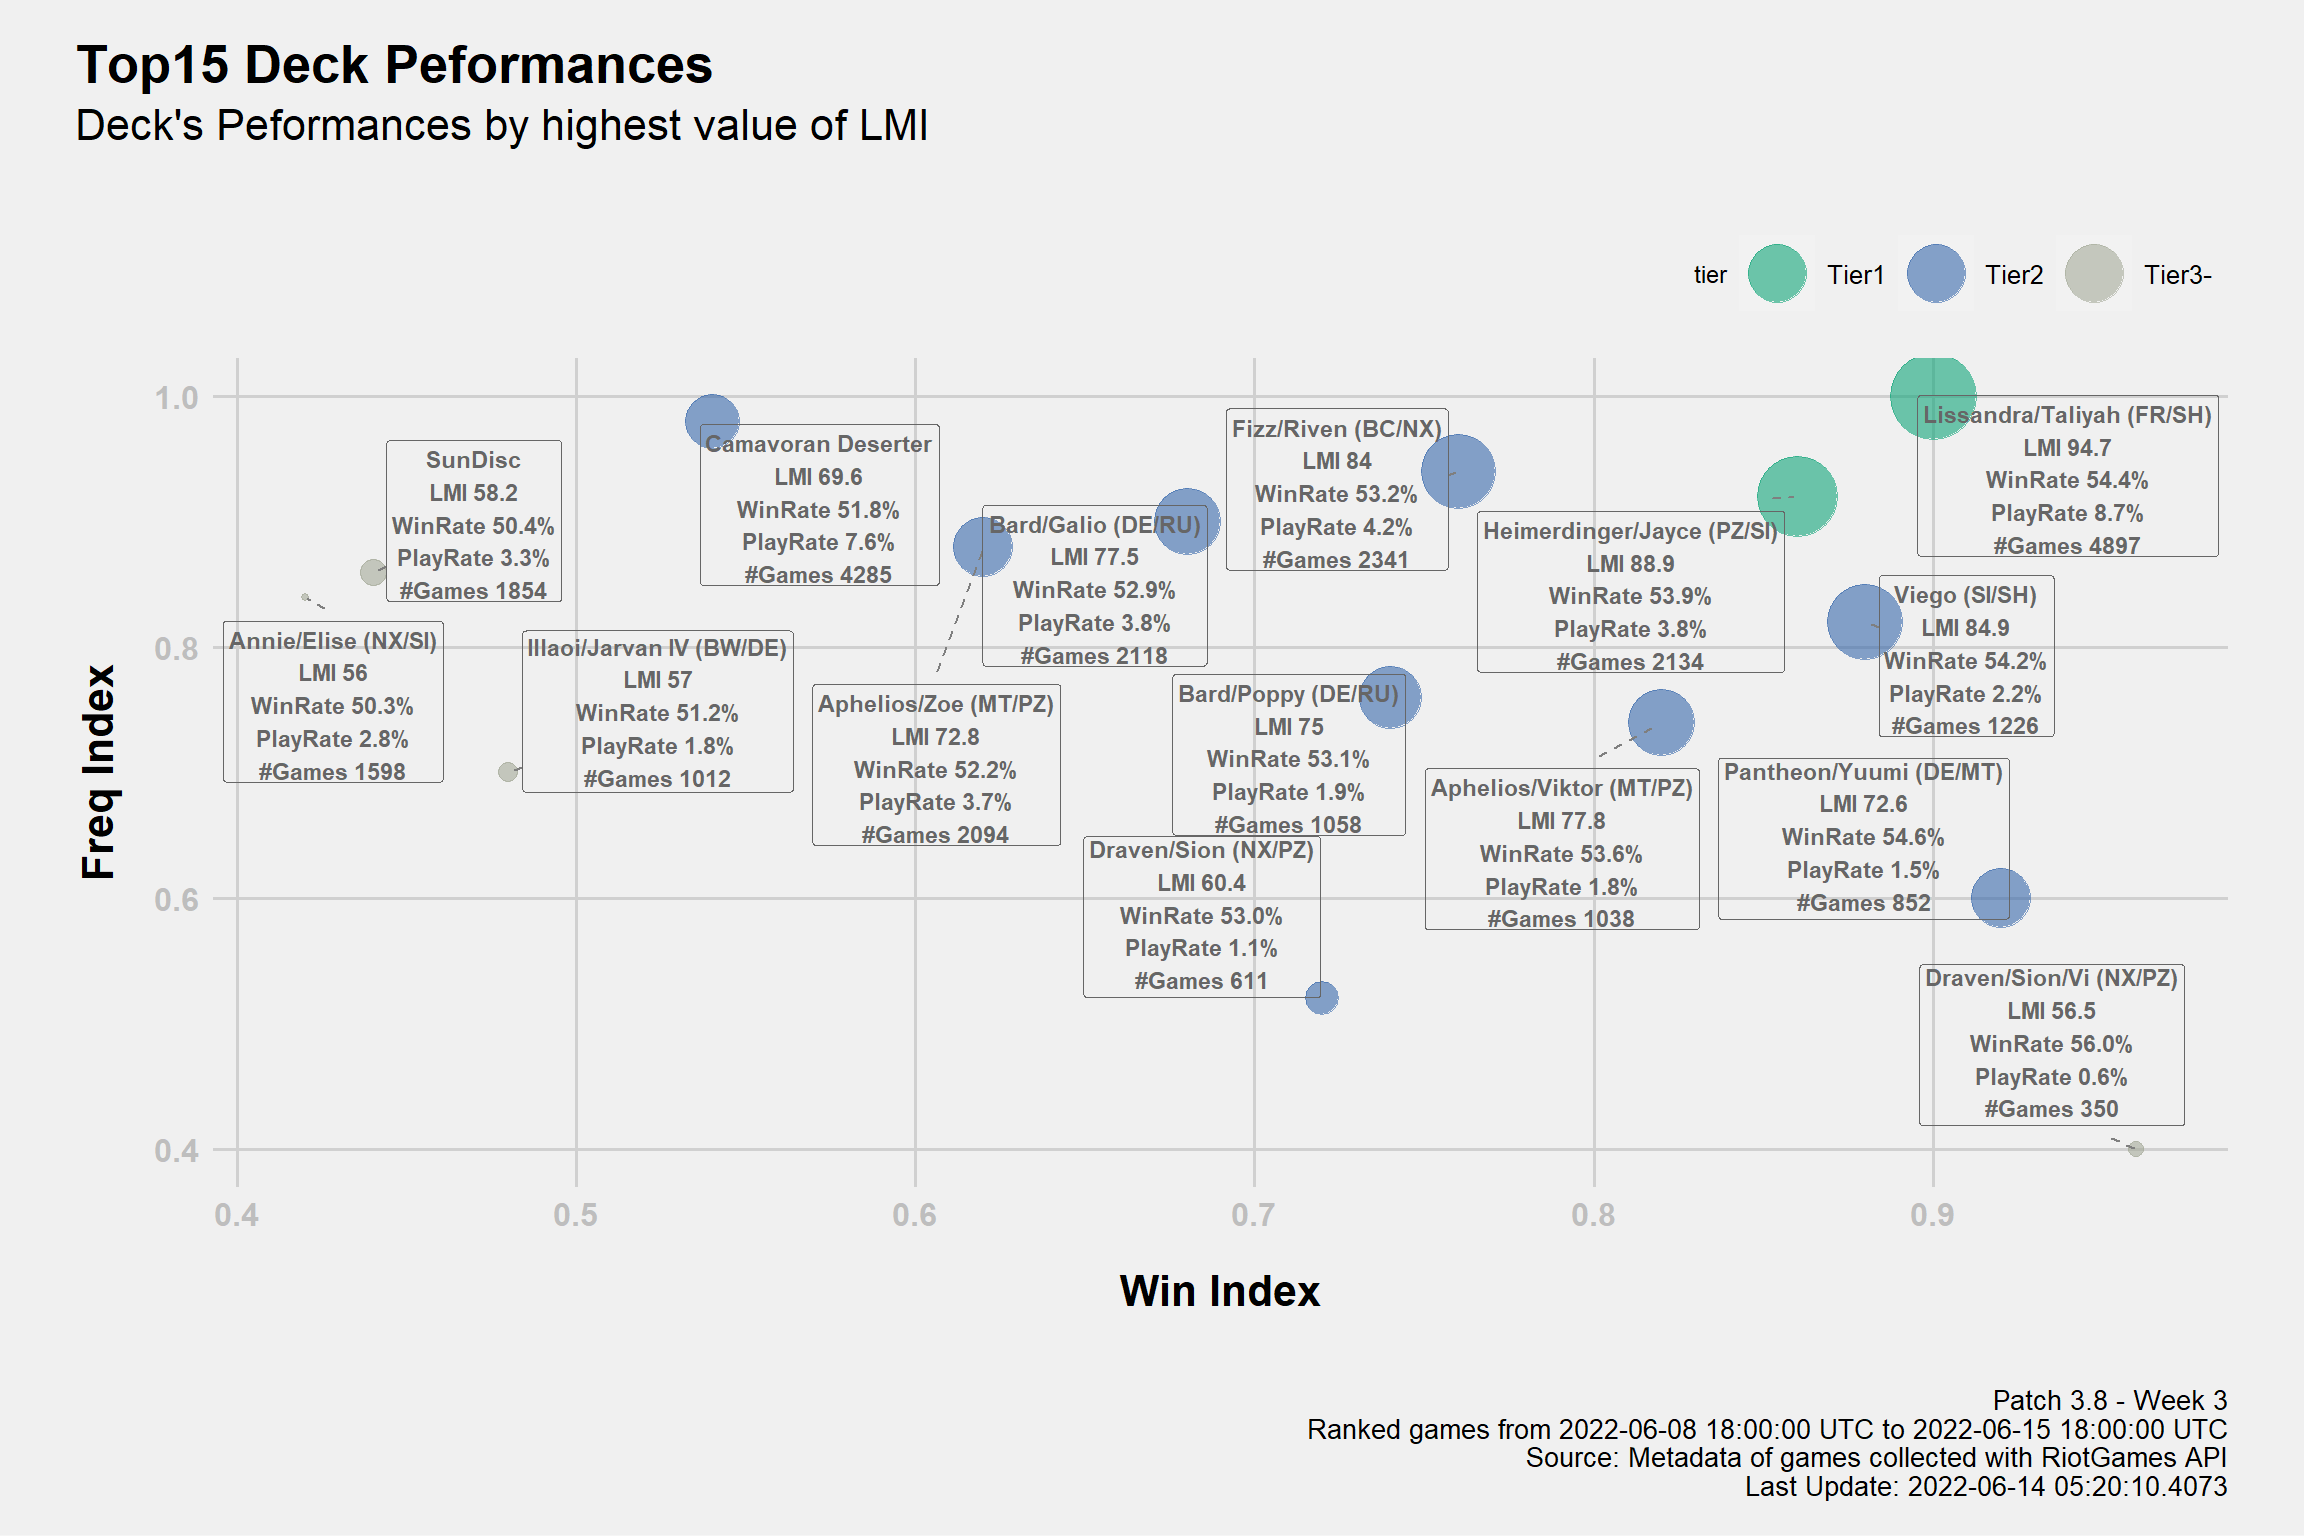 Top15 Deck Peformances
Deck's Peformances by highest value of LMI
tier
Tier1
Tier2
Tier3-
Freq Index
1.0
0.8
0.6
0.4
SunDisc
LMI 58.2
WinRate 50.4%
PlayRate 3.3%
#Games 1854
Camavoran Deserter
LMI 69.6
WinRate 51.8%
PlayRate 7.6%
#Games 4285
Bard/Galio (DE/RU)
LMI 77.5
WinRate 52.9%
PlayRate 3.8%
#Games 2118
Fizz/Riven (BC/NX)
LMI 84
WinRate 53.2%
PlayRate 4.2%
#Games 2341
Heimerdinger/Jayce (PZ/SI)
LMI 88.9
WinRate 53.9%
PlayRate 3.8%
#Games 2134
Lissandra/Taliyah (FR/SH)
LMI 94.7
WinRate 54.4%
PlayRate 8.7%
#Games 4897
Viego (SI/SH)
LMI 84.9
WinRate 54.2%
PlayRate 2.2%
#Games 1226
Annie/Elise (NX/SI)
LMI 56
WinRate 50.3%
PlayRate 2.8%
#Games 1598
Illaoi/Jarvan IV (BW/DE)
LMI 57
WinRate 51.2%
PlayRate 1.8%
#Games 1012
Aphelios/Zoe (MT/PZ)
LMI 72.8
WinRate 52.2%
PlayRate 3.7%
#Games 2094
Bard/Poppy (DE/RU)
LMI 75
WinRate 53.1%
PlayRate 1.9%
#Games 1058
Aphelios/Viktor (MT/PZ)
LMI 77.8
WinRate 53.6%
PlayRate 1.8%
#Games 1038
Pantheon/Yuumi (DE/MT)
LMI 72.6
WinRate 54.6%
PlayRate 1.5%
#Games 852
Draven/Sion (NX/PZ)
LMI 60.4
WinRate 53.0%
PlayRate 1.1%
#Games 611
Draven/Sion/Vi (NX/PZ)
LMI 56.5
WinRate 56.0%
PlayRate 0.6%
#Games 350
0.4
0.5
0.6
0.7
0.8
0.9
Win Index
Patch 3.8 - Week 3
Ranked games from 2022-06-08 18:00:00 UTC to 2022-06-15 18:00:00 UTC
Source: Metadata of games collected with RiotGames API
Last Update: 2022-06-14 05:20:10.4073